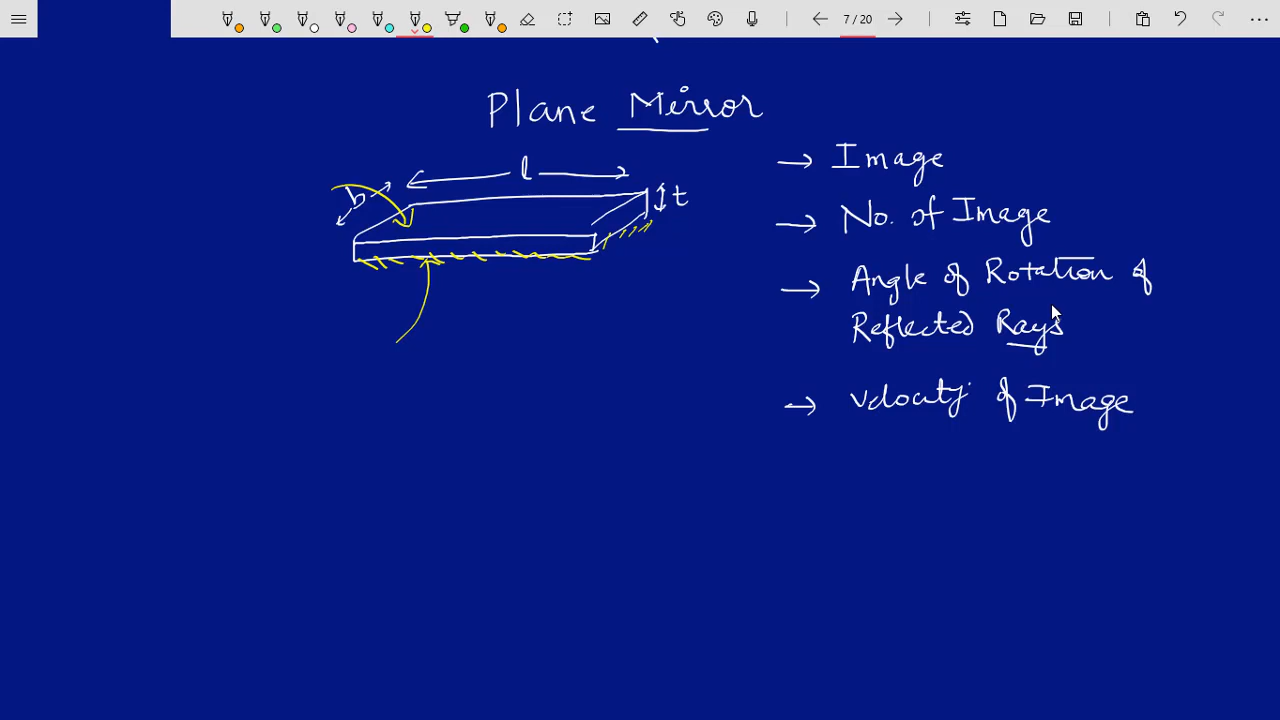 7 / 20
Plane Mirror
l
b
t
→ Image
→ No. of Image
→ Angle of Rotation of
Reflected Rays
→ Velocity of Image